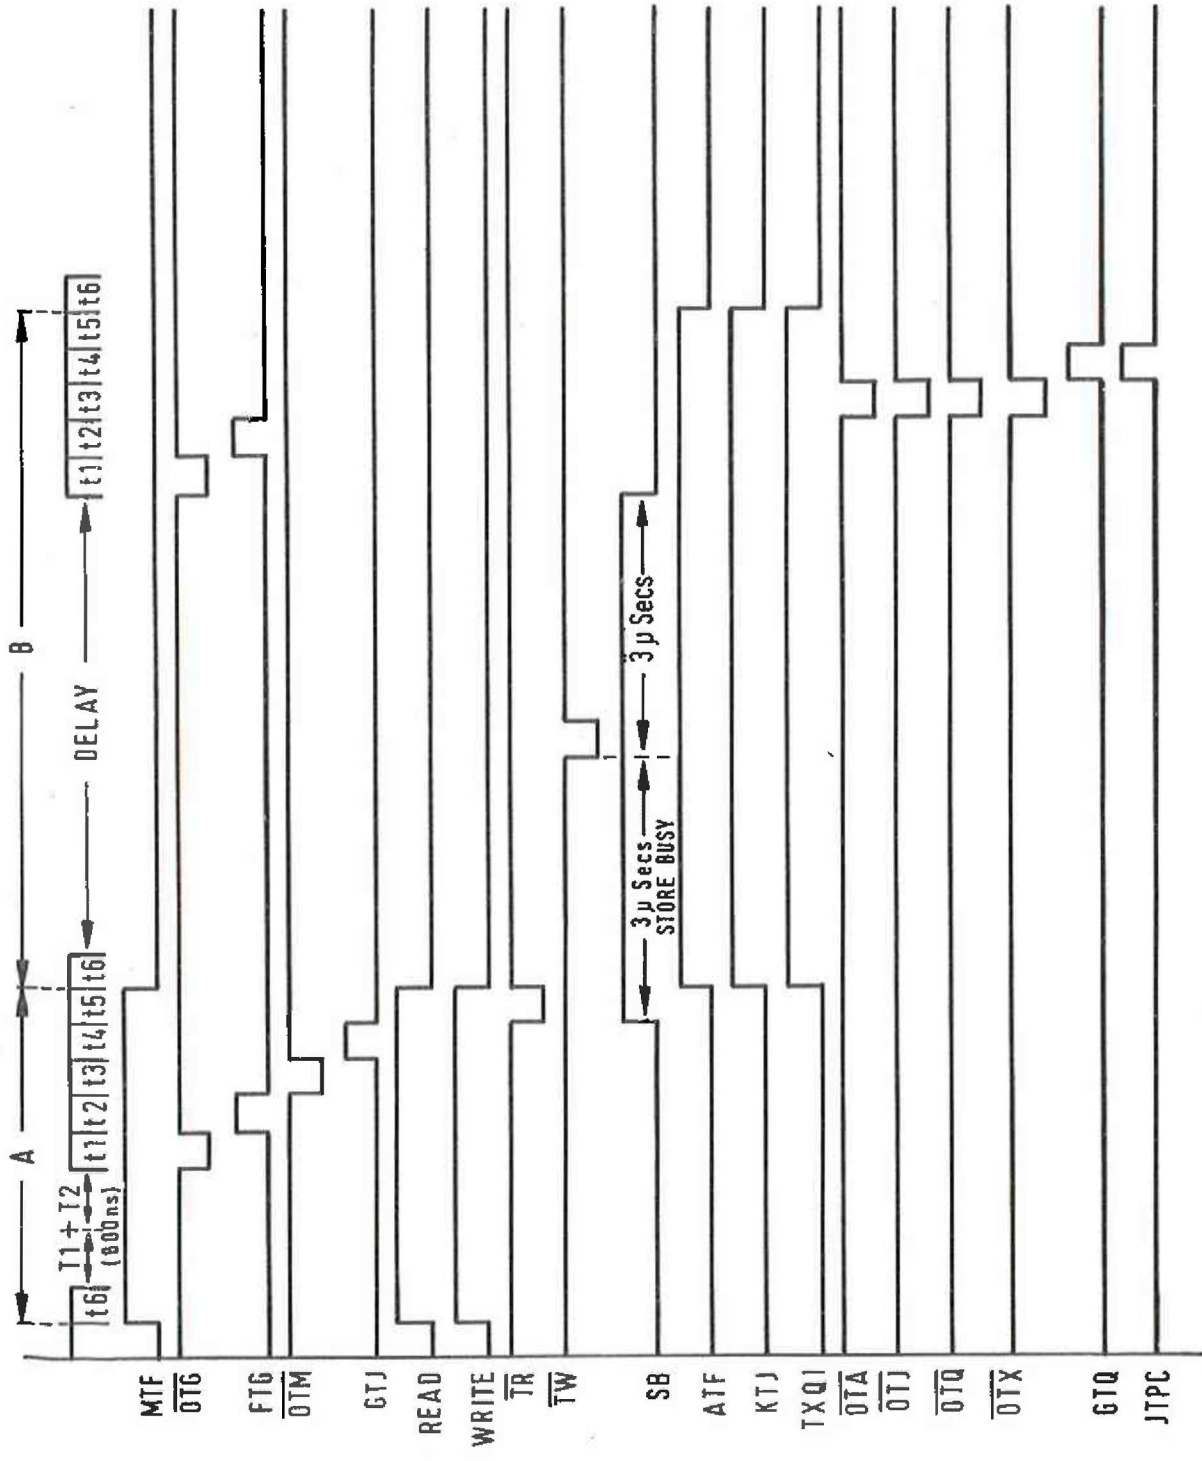 A
B
t6
T1 + T2
(600ns)
t1 t2 t3 t4 t5 t6
DELAY
t1 t2 t3 t4 t5 t6
MTF
OTG
FTG
OTM
GTJ
READ
WRITE
TR
TW
3 μ Secs
3 μ Secs
STORE BUSY
SB
ATF
KTJ
TXQI
OTA
OTJ
OTQ
OTX
GTQ
JTPC